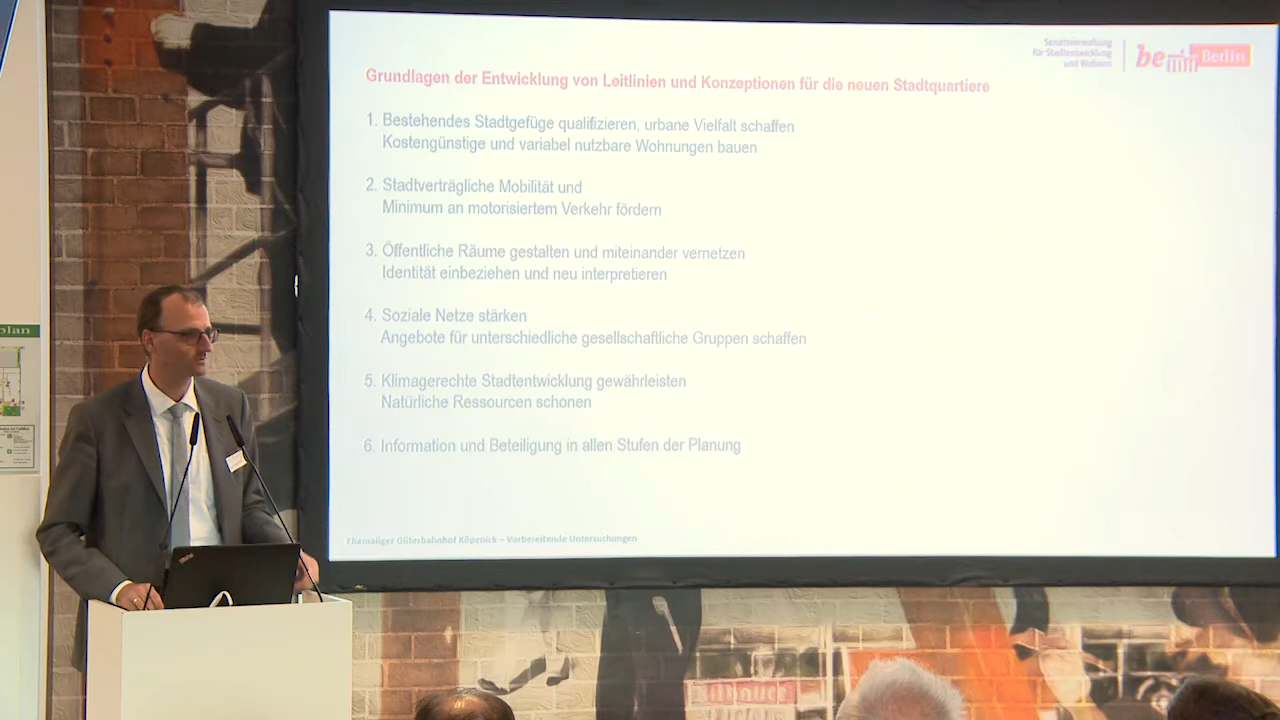 Senatsverwaltung
für Stadtentwicklung
und Wohnen
be Berlin
Grundlagen der Entwicklung von Leitlinien und Konzeptionen für die neuen Stadtquartiere
1. Bestehendes Stadtgefüge qualifizieren, urbane Vielfalt schaffen
Kostengünstige und variabel nutzbare Wohnungen bauen
2. Stadtverträgliche Mobilität und
Minimum an motorisiertem Verkehr fördern
3. Öffentliche Räume gestalten und miteinander vernetzen
Identität einbeziehen und neu interpretieren
4. Soziale Netze stärken
Angebote für unterschiedliche gesellschaftliche Gruppen schaffen
5. Klimagerechte Stadtentwicklung gewährleisten
Natürliche Ressourcen schonen
6. Information und Beteiligung in allen Stufen der Planung
Ehemaliger Güterbahnhof Köpenick – Vorbereitende Untersuchungen
plan